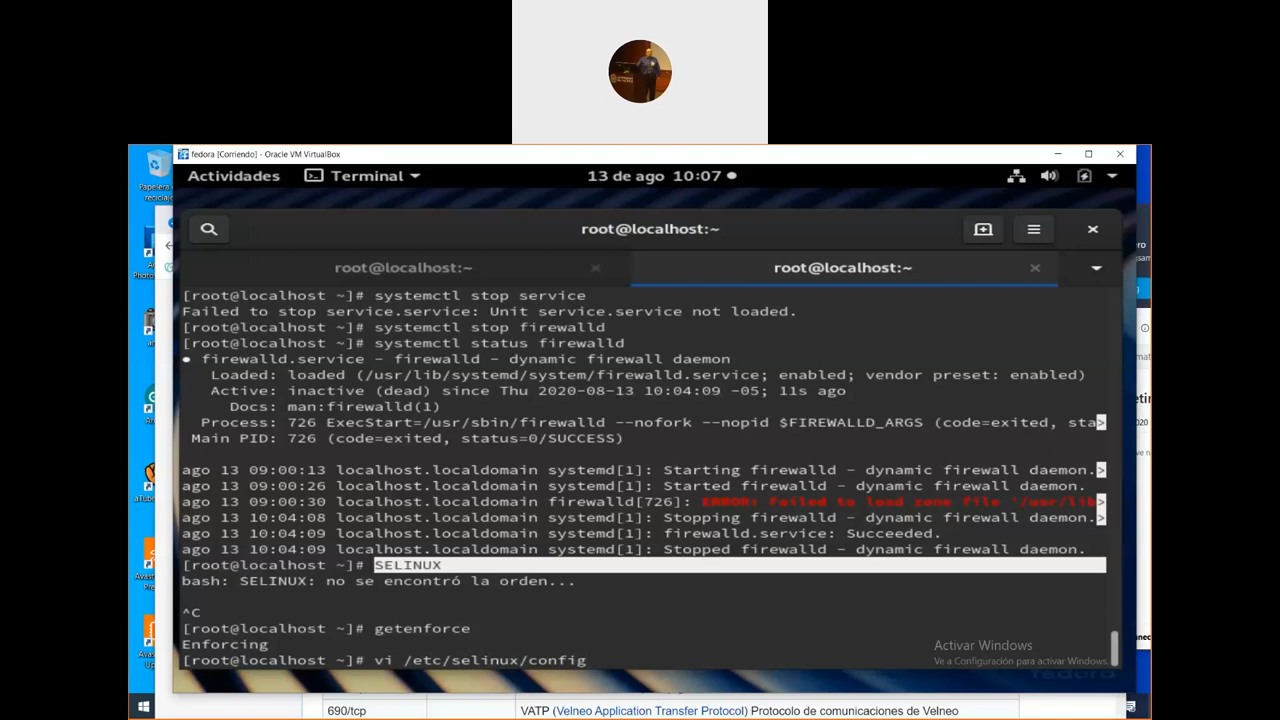 fedora [Corriendo] - Oracle VM VirtualBox
Papelera
reciclaje
Actividades
Terminal
13 de ago 10:07
root@localhost:~
root@localhost:~
root@localhost:~
[root@localhost ~]# systemctl stop service
Failed to stop service.service: Unit service.service not loaded.
[root@localhost ~]# systemctl stop firewalld
[root@localhost ~]# systemctl status firewalld
● firewalld.service - firewalld - dynamic firewall daemon
Loaded: loaded (/usr/lib/systemd/system/firewalld.service; enabled; vendor preset: enabled)
Active: inactive (dead) since Thu 2020-08-13 10:04:09 -05; 11s ago
Docs: man:firewalld(1)
Process: 726 ExecStart=/usr/sbin/firewalld --nofork --nopid $FIREWALLD_ARGS (code=exited, sta>
Main PID: 726 (code=exited, status=0/SUCCESS)
ago 13 09:00:13 localhost.localdomain systemd[1]: Starting firewalld - dynamic firewall daemon.>
ago 13 09:00:26 localhost.localdomain systemd[1]: Started firewalld - dynamic firewall daemon.
ago 13 09:00:30 localhost.localdomain firewalld[726]: ERROR: Failed to load zone file '/usr/lib>
ago 13 10:04:08 localhost.localdomain systemd[1]: Stopping firewalld - dynamic firewall daemon.>
ago 13 10:04:09 localhost.localdomain systemd[1]: firewalld.service: Succeeded.
ago 13 10:04:09 localhost.localdomain systemd[1]: Stopped firewalld - dynamic firewall daemon.
[root@localhost ~]# SELINUX
bash: SELINUX: no se encontró la orden...
^C
[root@localhost ~]# getenforce
Enforcing
[root@localhost ~]# vi /etc/selinux/config
Activar Windows
Ve a Configuración para activar Windows.
fedora
690/tcp
VATP (Velneo Application Transfer Protocol) Protocolo de comunicaciones de Velneo